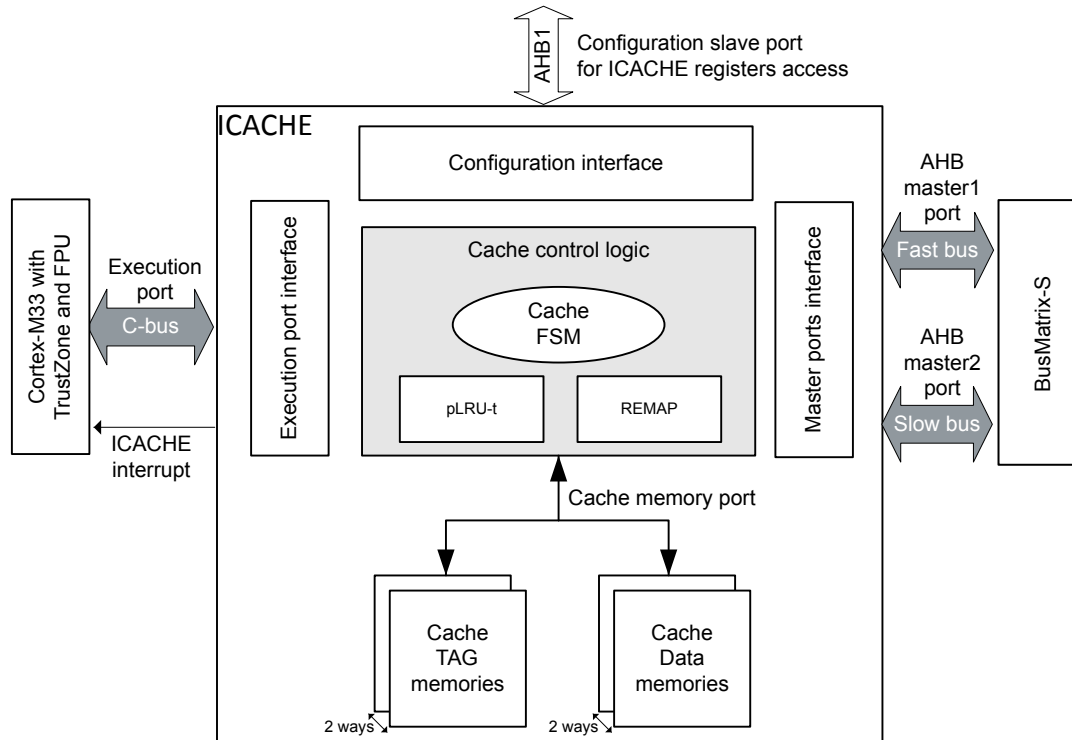 AHB1
Configuration slave port
for ICACHE registers access
ICACHE
Configuration interface
Cortex-M33 with
TrustZone and FPU
Execution
port
C-bus
ICACHE
interrupt
Execution port interface
Cache control logic
Cache
FSM
pLRU-t
REMAP
Master ports interface
AHB
master1
port
Fast bus
AHB
master2
port
Slow bus
BusMatrix-S
Cache memory port
Cache
TAG
memories
2 ways
Cache
Data
memories
2 ways